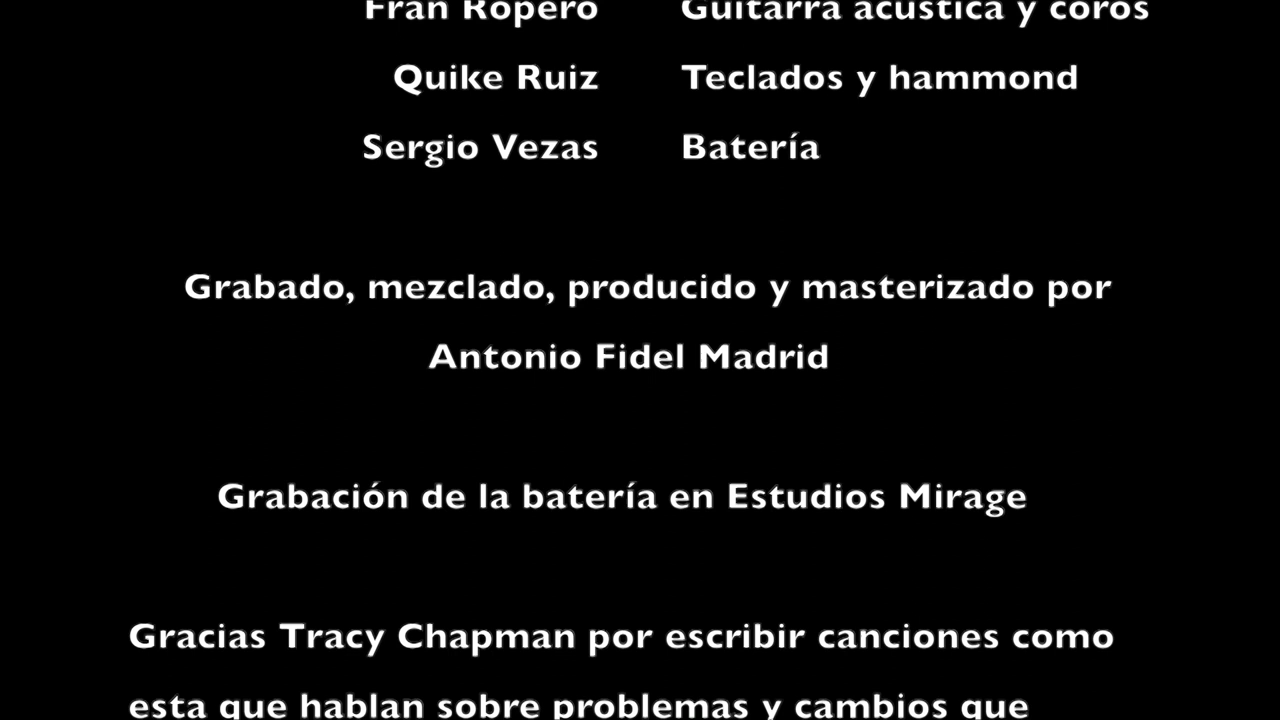 Fran Ropero Guitarra acústica y coros
Quike Ruiz Teclados y hammond
Sergio Vezas Batería
Grabado, mezclado, producido y masterizado por
Antonio Fidel Madrid
Grabación de la batería en Estudios Mirage
Gracias Tracy Chapman por escribir canciones como
esta que hablan sobre problemas y cambios que